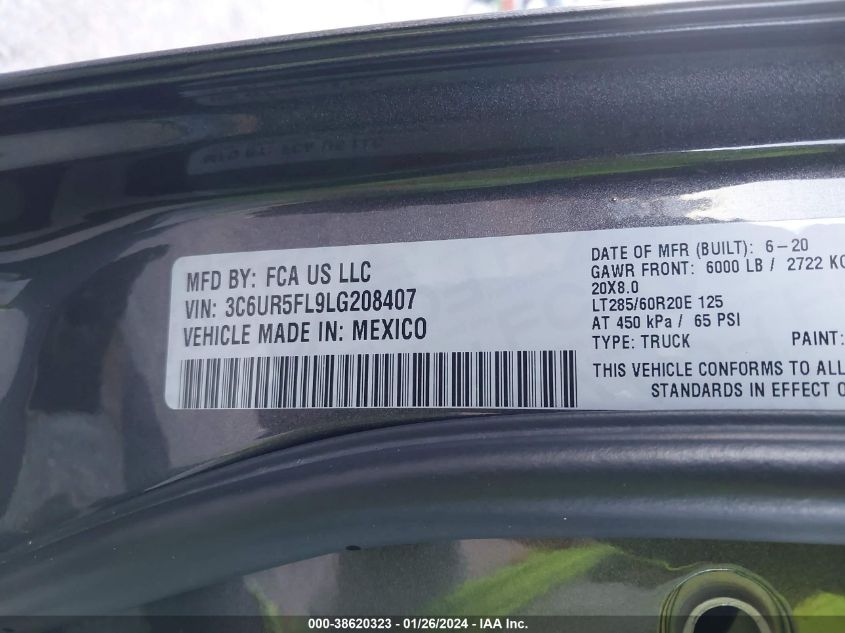 MFD BY: FCA US LLC
VIN: 3C6UR5FL9LG208407
VEHICLE MADE IN: MEXICO
DATE OF MFR (BUILT): 6-20
GAWR FRONT: 6000 LB / 2722 KG
20X8.0
LT285/60R20E 125
AT 450 kPa / 65 PSI
TYPE: TRUCK PAINT:
THIS VEHICLE CONFORMS TO ALL
STANDARDS IN EFFECT O
000-38620323 - 01/26/2024 - IAA Inc.